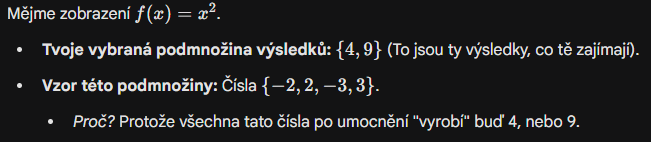 Mějme zobrazení f(x) = x².
• Tvoje vybraná podmnožina výsledků: {4, 9} (To jsou ty výsledky, co tě zajímají).
• Vzor této podmnožiny: Čísla {−2, 2, −3, 3}.
• Proč? Protože všechna tato čísla po umocnění "vyrobí" buď 4, nebo 9.